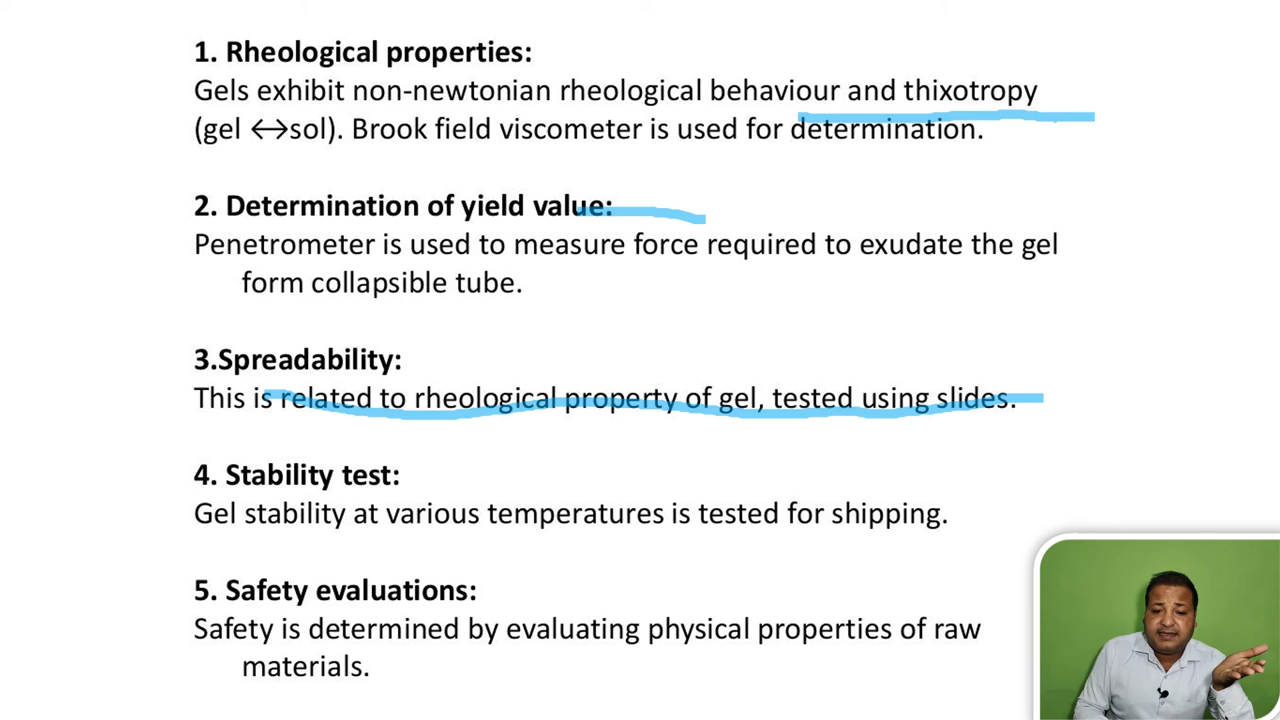 1. Rheological properties:
Gels exhibit non-newtonian rheological behaviour and thixotropy
(gel ↔sol). Brook field viscometer is used for determination.
2. Determination of yield value:
Penetrometer is used to measure force required to exudate the gel
form collapsible tube.
3.Spreadability:
This is related to rheological property of gel, tested using slides.
4. Stability test:
Gel stability at various temperatures is tested for shipping.
5. Safety evaluations:
Safety is determined by evaluating physical properties of raw
materials.